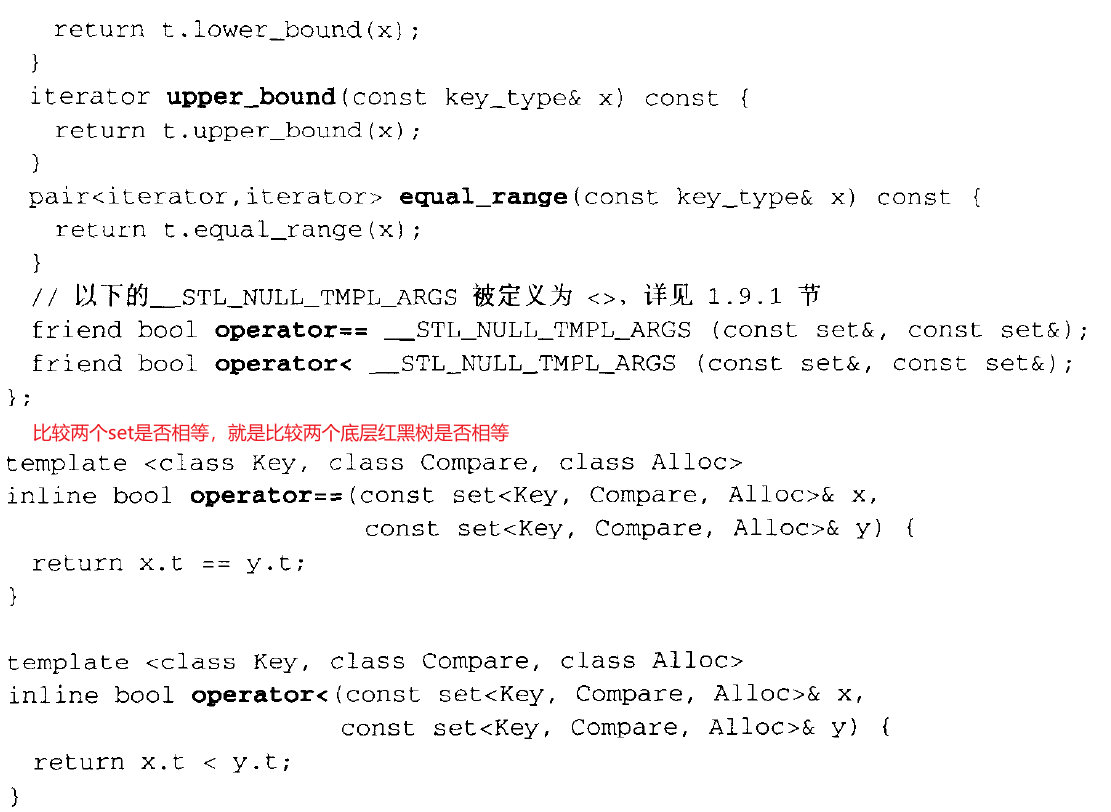 return t.lower_bound(x);
}
iterator upper_bound(const key_type& x) const {
return t.upper_bound(x);
}
pair<iterator,iterator> equal_range(const key_type& x) const {
return t.equal_range(x);
}
// 以下的__STL_NULL_TMPL_ARGS 被定义为 <>, 详见 1.9.1 节
friend bool operator== __STL_NULL_TMPL_ARGS (const set&, const set&);
friend bool operator< __STL_NULL_TMPL_ARGS (const set&, const set&);
};
比较两个set是否相等，就是比较两个底层红黑树是否相等
template <class Key, class Compare, class Alloc>
inline bool operator==(const set<Key, Compare, Alloc>& x,
const set<Key, Compare, Alloc>& y) {
return x.t == y.t;
}
template <class Key, class Compare, class Alloc>
inline bool operator<(const set<Key, Compare, Alloc>& x,
const set<Key, Compare, Alloc>& y) {
return x.t < y.t;
}